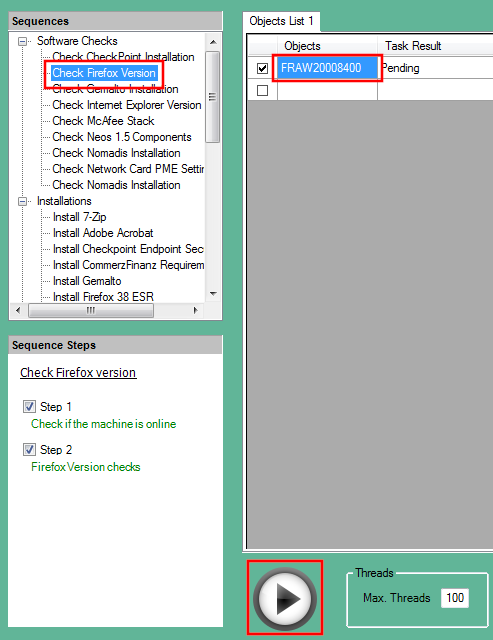 Sequences
Software Checks
Check CheckPoint Installation
Check Firefox Version
Check Gemalto Installation
Check Internet Explorer Version
Check McAfee Stack
Check Neos 1.5 Components
Check Nomadis Installation
Check Network Card PME Settin
Check Nomadis Installation
Installations
Install 7-Zip
Install Adobe Acrobat
Install Checkpoint Endpoint Sec
Install CommerzFinanz Requirem
Install Gemalto
Install Firefox 38 ESR
Sequence Steps
Check Firefox version
Step 1
Check if the machine is online
Step 2
Firefox Version checks
Objects List 1
Objects Task Result
FRAW20008400 Pending
Threads
Max. Threads 100